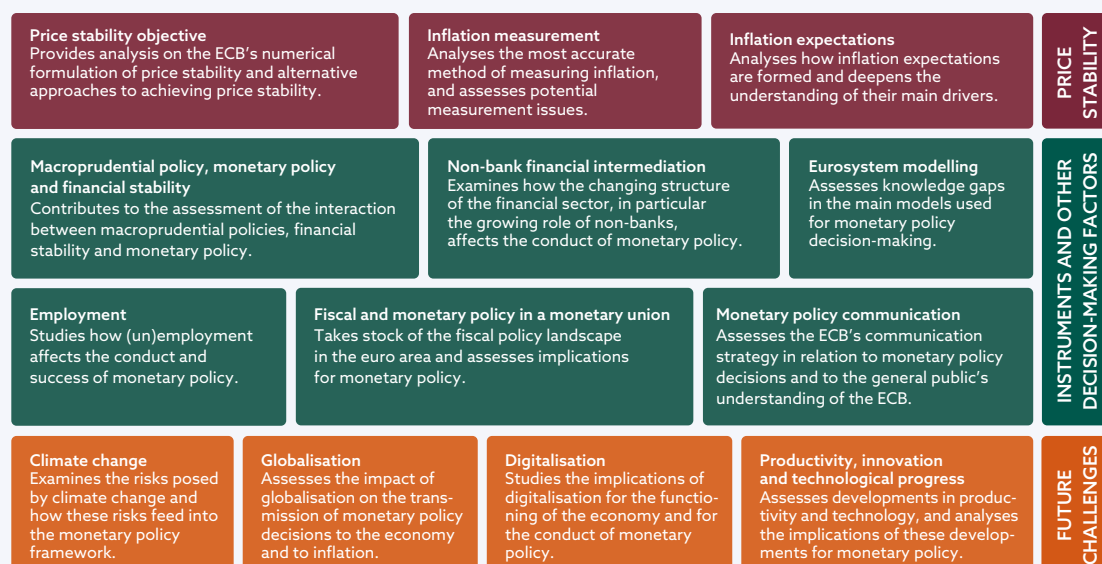 Price stability objective
Provides analysis on the ECB's numerical
formulation of price stability and alternative
approaches to achieving price stability.
Inflation measurement
Analyses the most accurate
method of measuring inflation,
and assesses potential
measurement issues.
Inflation expectations
Analyses how inflation expectations
are formed and deepens the
understanding of their main drivers.
PRICE
STABILITY
Macroprudential policy, monetary policy
and financial stability
Contributes to the assessment of the interaction
between macroprudential policies, financial
stability and monetary policy.
Non-bank financial intermediation
Examines how the changing structure
of the financial sector, in particular
the growing role of non-banks,
affects the conduct of monetary policy.
Eurosystem modelling
Assesses knowledge gaps
in the main models used
for monetary policy
decision-making.
INSTRUMENTS AND OTHER
DECISION-MAKING FACTORS
Employment
Studies how (un)employment
affects the conduct and
success of monetary policy.
Fiscal and monetary policy in a monetary union
Takes stock of the fiscal policy landscape
in the euro area and assesses implications
for monetary policy.
Monetary policy communication
Assesses the ECB's communication
strategy in relation to monetary policy
decisions and to the general public's
understanding of the ECB.
Climate change
Examines the risks posed
by climate change and
how these risks feed into
the monetary policy
framework.
Globalisation
Assesses the impact of
globalisation on the trans-
mission of monetary policy
decisions to the economy
and to inflation.
Digitalisation
Studies the implications of
digitalisation for the functio-
ning of the economy and for
the conduct of monetary
policy.
Productivity, innovation
and technological progress
Assesses developments in produc-
tivity and technology, and analyses
the implications of these develop-
ments for monetary policy.
FUTURE
CHALLENGES